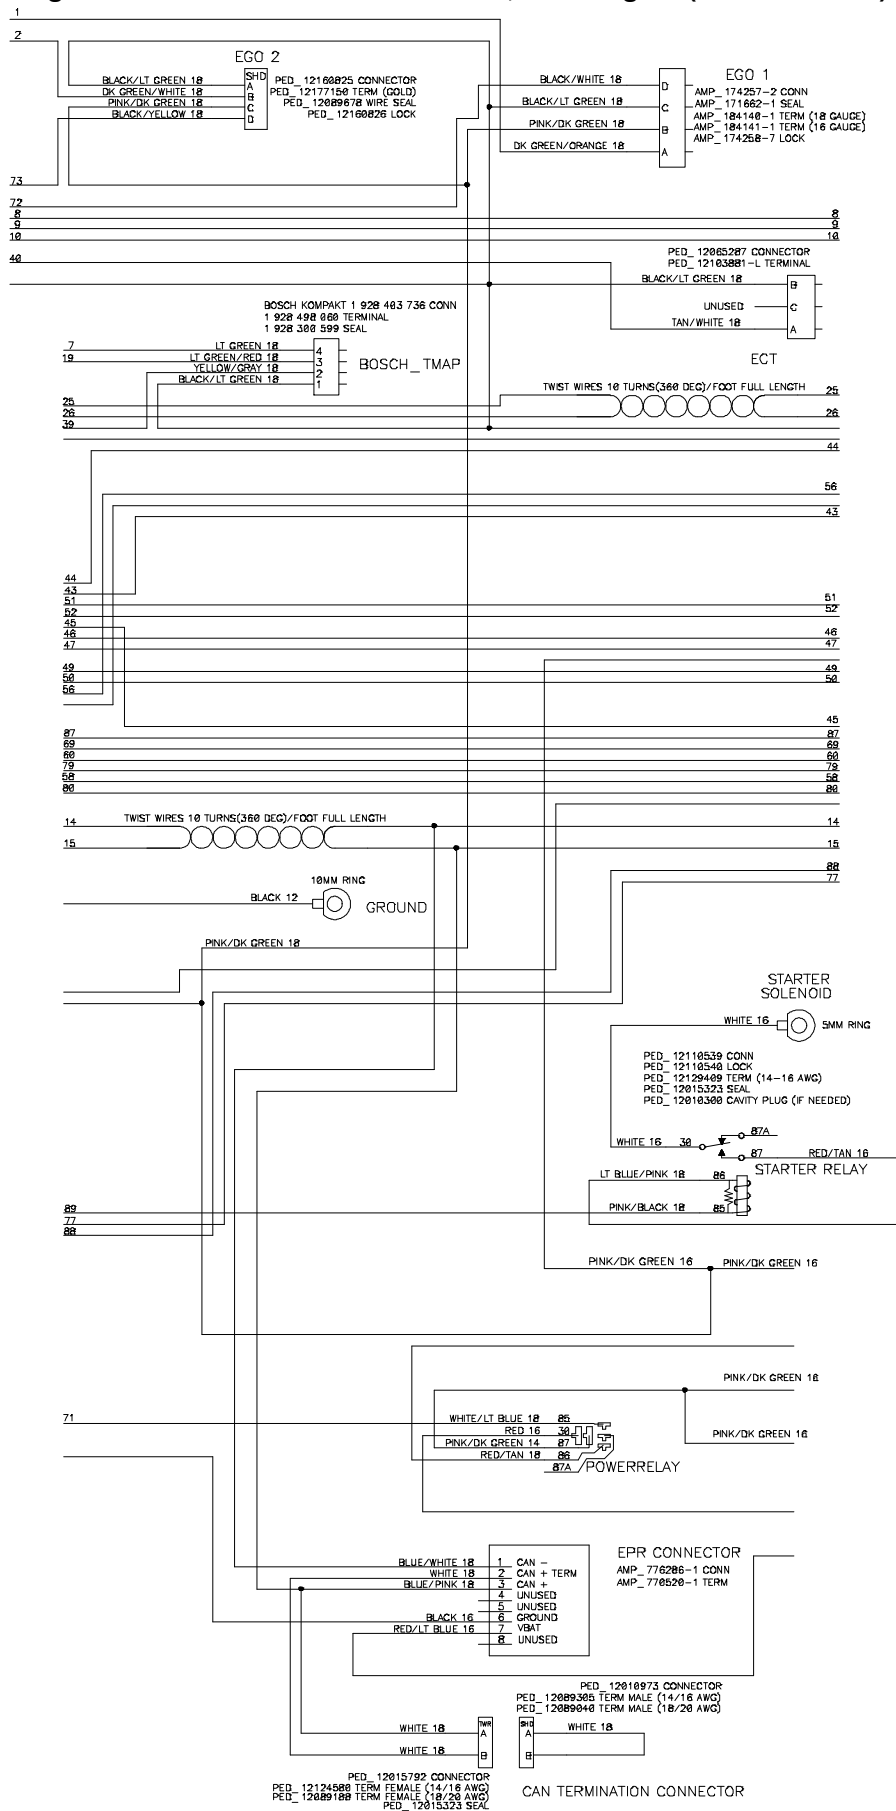 1
2
EGO 2
SHD
BLACK/LT GREEN 18 A
DK GREEN/WHITE 18 B
PINK/DK GREEN 18 C
BLACK/YELLOW 18 D
PED_ 12160825 CONNECTOR
PED_ 12177150 TERM (GOLD)
PED_ 12089678 WIRE SEAL
PED_ 12160826 LOCK
BLACK/WHITE 18 D
BLACK/LT GREEN 18 C
PINK/DK GREEN 18 B
DK GREEN/ORANGE 18 A
EGO 1
AMP_ 174257-2 CONN
AMP_ 171662-1 SEAL
AMP_ 184140-1 TERM (18 GAUGE)
AMP_ 184141-1 TERM (16 GAUGE)
AMP_ 174258-7 LOCK
73
72
8 8
9 9
10 10
40
PED_ 12065287 CONNECTOR
PED_ 12103881-L TERMINAL
BLACK/LT GREEN 18 B
UNUSED C
TAN/WHITE 18 A
ECT
BOSCH KOMPAKT 1 928 403 736 CONN
1 928 498 060 TERMINAL
1 928 300 599 SEAL
7 LT GREEN 18 4
19 LT GREEN/RED 18 3
YELLOW/GRAY 18 2
BLACK/LT GREEN 18 1
BOSCH_TMAP
TWIST WIRES 10 TURNS(360 DEG)/FOOT FULL LENGTH
25 25
26 26
39
44
56
43
44
43
51 51
52 52
45
46 46
47 47
49 49
50 50
56
45
87 87
69 69
60 60
79 79
58 58
80 80
TWIST WIRES 10 TURNS(360 DEG)/FOOT FULL LENGTH
14 14
15 15
88
77
10MM RING
BLACK 12
GROUND
PINK/DK GREEN 18
STARTER
SOLENOID
WHITE 16
5MM RING
PED_ 12110539 CONN
PED_ 12110540 LOCK
PED_ 12129409 TERM (14-16 AWG)
PED_ 12015323 SEAL
PED_ 12010300 CAVITY PLUG (IF NEEDED)
87A
WHITE 16 30
87 RED/TAN 16
STARTER RELAY
LT BLUE/PINK 18 86
PINK/BLACK 18 85
89
77
88
PINK/DK GREEN 16 PINK/DK GREEN 16
PINK/DK GREEN 16
71 WHITE/LT BLUE 18 85
RED 16 30
PINK/DK GREEN 14 87
RED/TAN 18 86
87A
POWERRELAY
PINK/DK GREEN 16
BLUE/WHITE 18 1 CAN -
WHITE 18 2 CAN + TERM
BLUE/PINK 18 3 CAN +
4 UNUSED
5 UNUSED
BLACK 16 6 GROUND
RED/LT BLUE 16 7 VBAT
8 UNUSED
EPR CONNECTOR
AMP_ 776286-1 CONN
AMP_ 770520-1 TERM
PED_ 12010973 CONNECTOR
PED_ 12089305 TERM MALE (14/16 AWG)
PED_ 12089040 TERM MALE (18/20 AWG)
TWR SHD
WHITE 18 A A WHITE 18
WHITE 18 B B
PED_ 12015792 CONNECTOR
PED_ 12124580 TERM FEMALE (14/16 AWG)
PED_ 12089188 TERM FEMALE (18/20 AWG)
PED_ 12015323 SEAL
CAN TERMINATION CONNECTOR